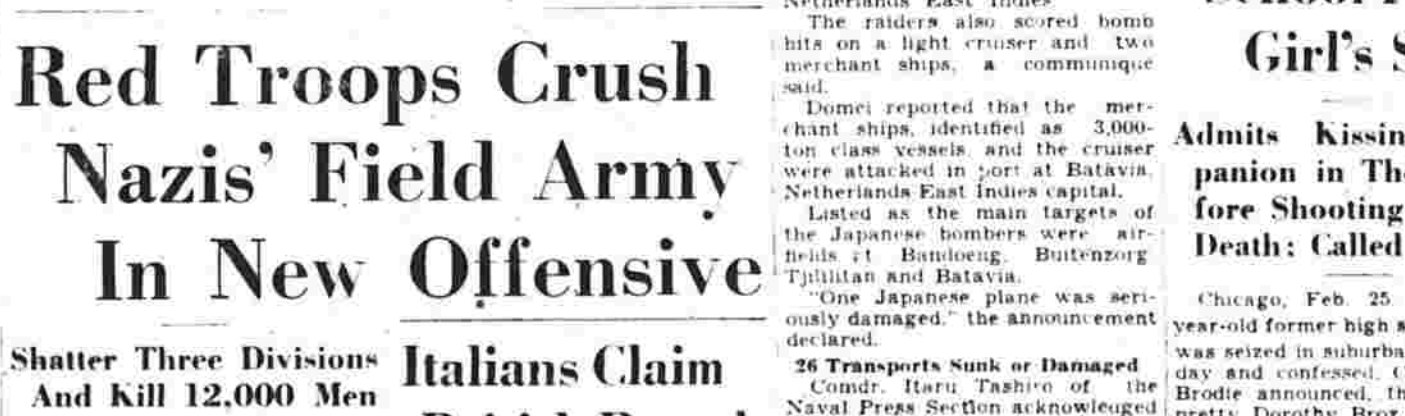 Red Troops Crush
Nazis' Field Army
In New Offensive
Shatter Three Divisions
And Kill 12,000 Men
Italians Claim
Netherlands East Indies
The raiders also scored bomb
hits on a light cruiser and two
merchant ships, a communique
said.
Domei reported that the mer-
chant ships, identified as 3,000-
ton class vessels, and the cruiser
were attacked in port at Batavia,
Netherlands East Indies capital.
Listed as the main targets of
the Japanese bombers were air-
fields at Bandoeng, Buitenzorg
Tjililitan and Batavia.
"One Japanese plane was seri-
ously damaged," the announcement
declared.
26 Transports Sunk or Damaged
Comdr. Itaru Tashiro of the
Naval Press Section acknowledged
Girl's S
Admits Kissin
panion in Th
fore Shooting
Death: Called
Chicago, Feb. 25
year-old former high s
was seized in suburba
day and confessed,
Brodie announced, th
pretty Dorothy Broz